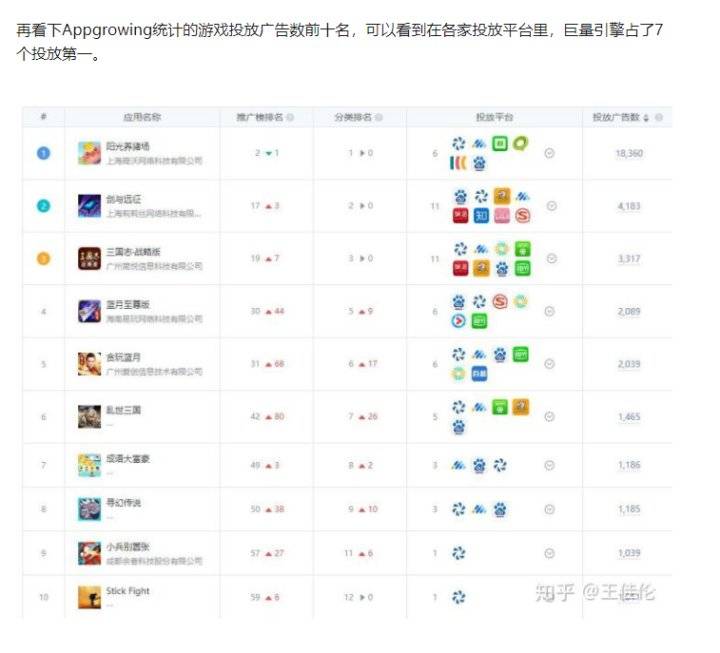 再看下Appgrowing统计的游戏投放广告数前十名，可以看到在各家投放平台里，巨量引擎占了7
个投放第一。
# 应用名称 推广榜排名 分类排名 投放平台 投放广告数
1 阳光养猪场 2 1 1 0 6 18,360
上海趣沃网络科技有限公司
2 剑与远征 17 3 2 0 11 4,183
上海莉莉丝网络科技有限...
3 三国志·战略版 19 7 3 0 11 3,317
广州简悦信息科技有限公司
4 蓝月至尊版 30 44 5 9 6 2,089
海南易玩网络科技有限公司
5 贪玩蓝月 31 68 6 17 6 2,039
广州信息技术有限公司
6 乱世三国 42 80 7 26 5 1,465
...
7 成语大富豪 49 3 8 2 3 1,186
...
8 寻幻传说 50 38 9 10 3 1,185
...
9 小兵别嚣张 57 27 11 6 1 1,039
成都余香科技股份有限公司
10 Stick Fight 59 6 12 0 1
...
知乎 @王佳伦